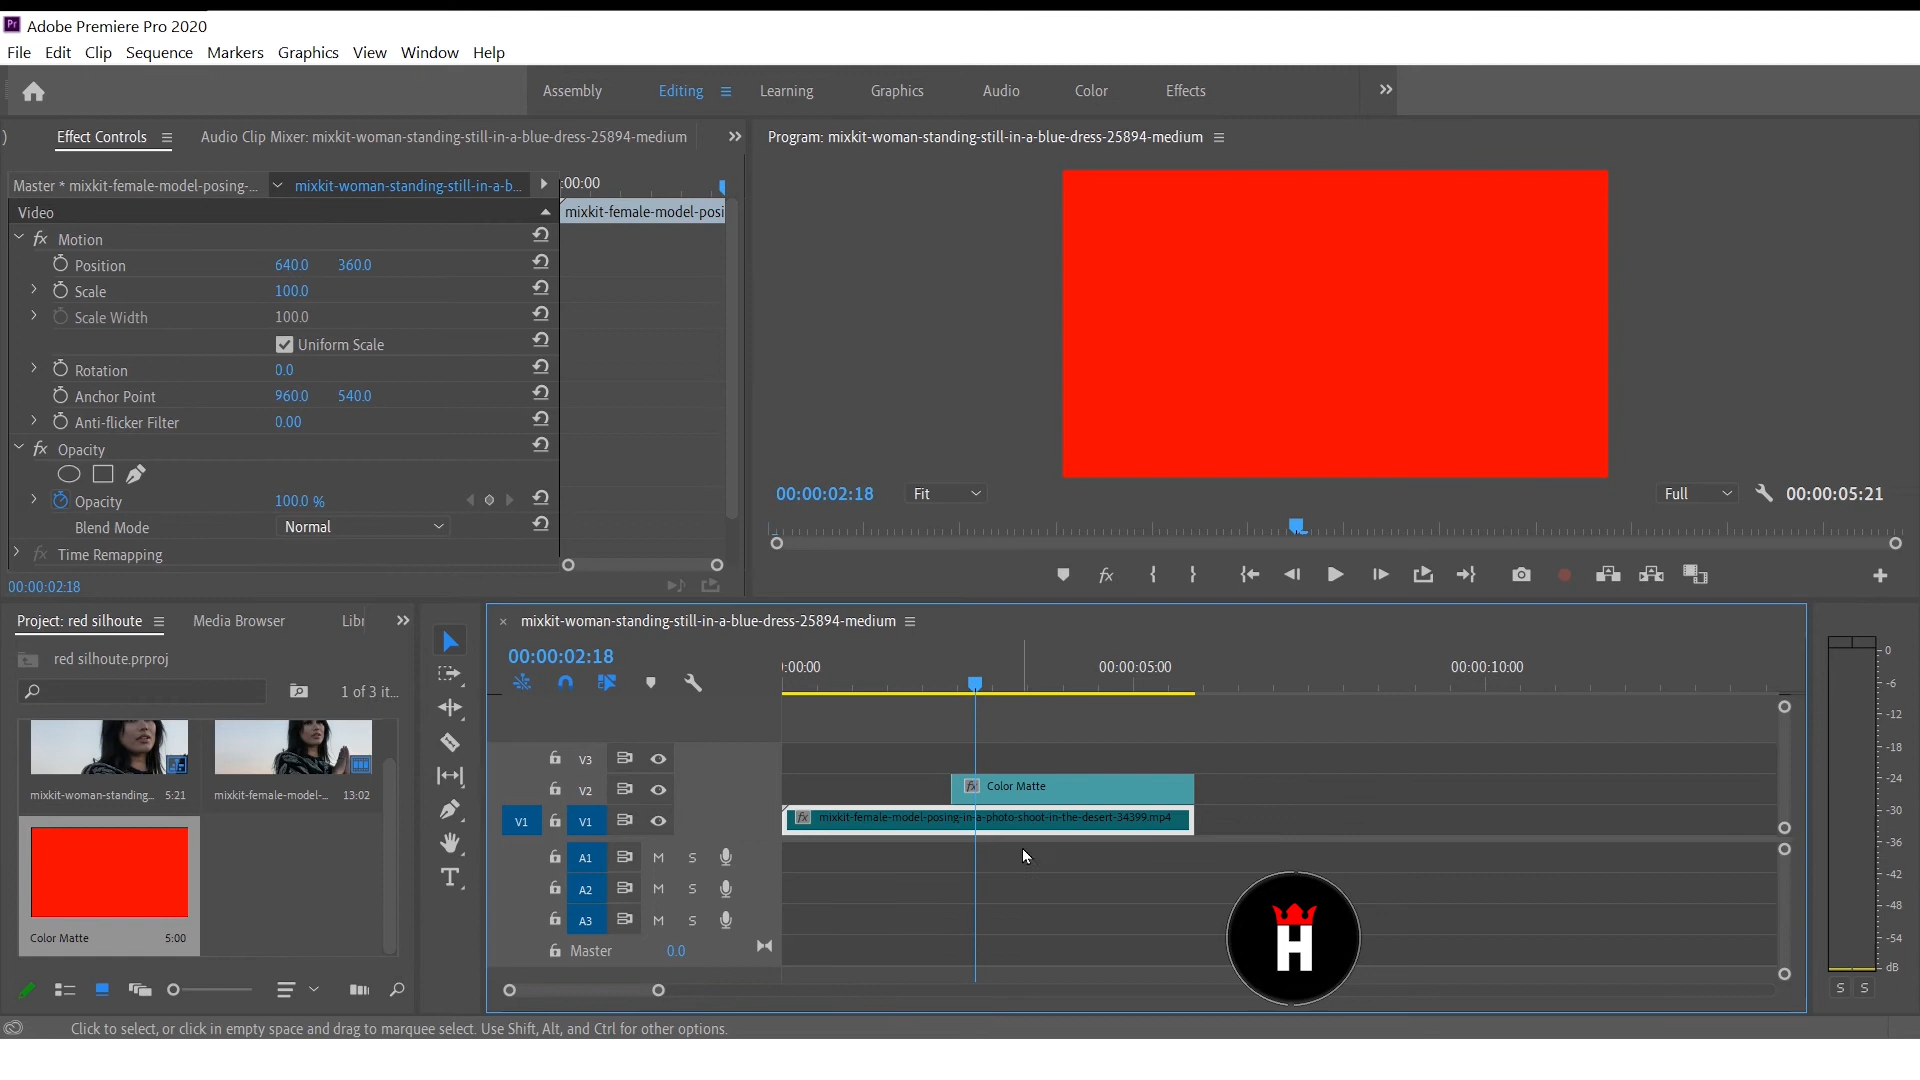 Adobe Premiere Pro 2020
File Edit Clip Sequence Markers Graphics View Window Help
Assembly Editing Learning Graphics Audio Color Effects
Effect Controls Audio Clip Mixer: mixkit-woman-standing-still-in-a-blue-dress-25894-medium
Program: mixkit-woman-standing-still-in-a-blue-dress-25894-medium
Master * mixkit-female-model-posing-... mixkit-woman-standing-still-in-a-b... :00:00
Video mixkit-female-model-posi
fx Motion
Position 640.0 360.0
Scale 100.0
Scale Width 100.0
Uniform Scale
Rotation 0.0
Anchor Point 960.0 540.0
Anti-flicker Filter 0.00
fx Opacity
Opacity 100.0 %
Blend Mode Normal
fx Time Remapping
00:00:02:18
00:00:02:18 Fit Full 00:00:05:21
fx
Project: red silhoute Media Browser Libr
red silhoute.prproj
1 of 3 it...
mixkit-woman-standing... 5:21 mixkit-female-model-... 13:02
Color Matte 5:00
mixkit-woman-standing-still-in-a-blue-dress-25894-medium
00:00:02:18
:00:00 00:00:05:00 00:00:10:00
V3
V2 fx Color Matte
V1 V1 fx mixkit-female-model-posing-in-a-photo-shoot-in-the-desert-34399.mp4
A1 M S
A2 M S
A3 M S
Master 0.0
T
H
0
-6
-12
-18
-24
-30
-36
-42
-48
-54
dB
S S
Click to select, or click in empty space and drag to marquee select. Use Shift, Alt, and Ctrl for other options.
Pr